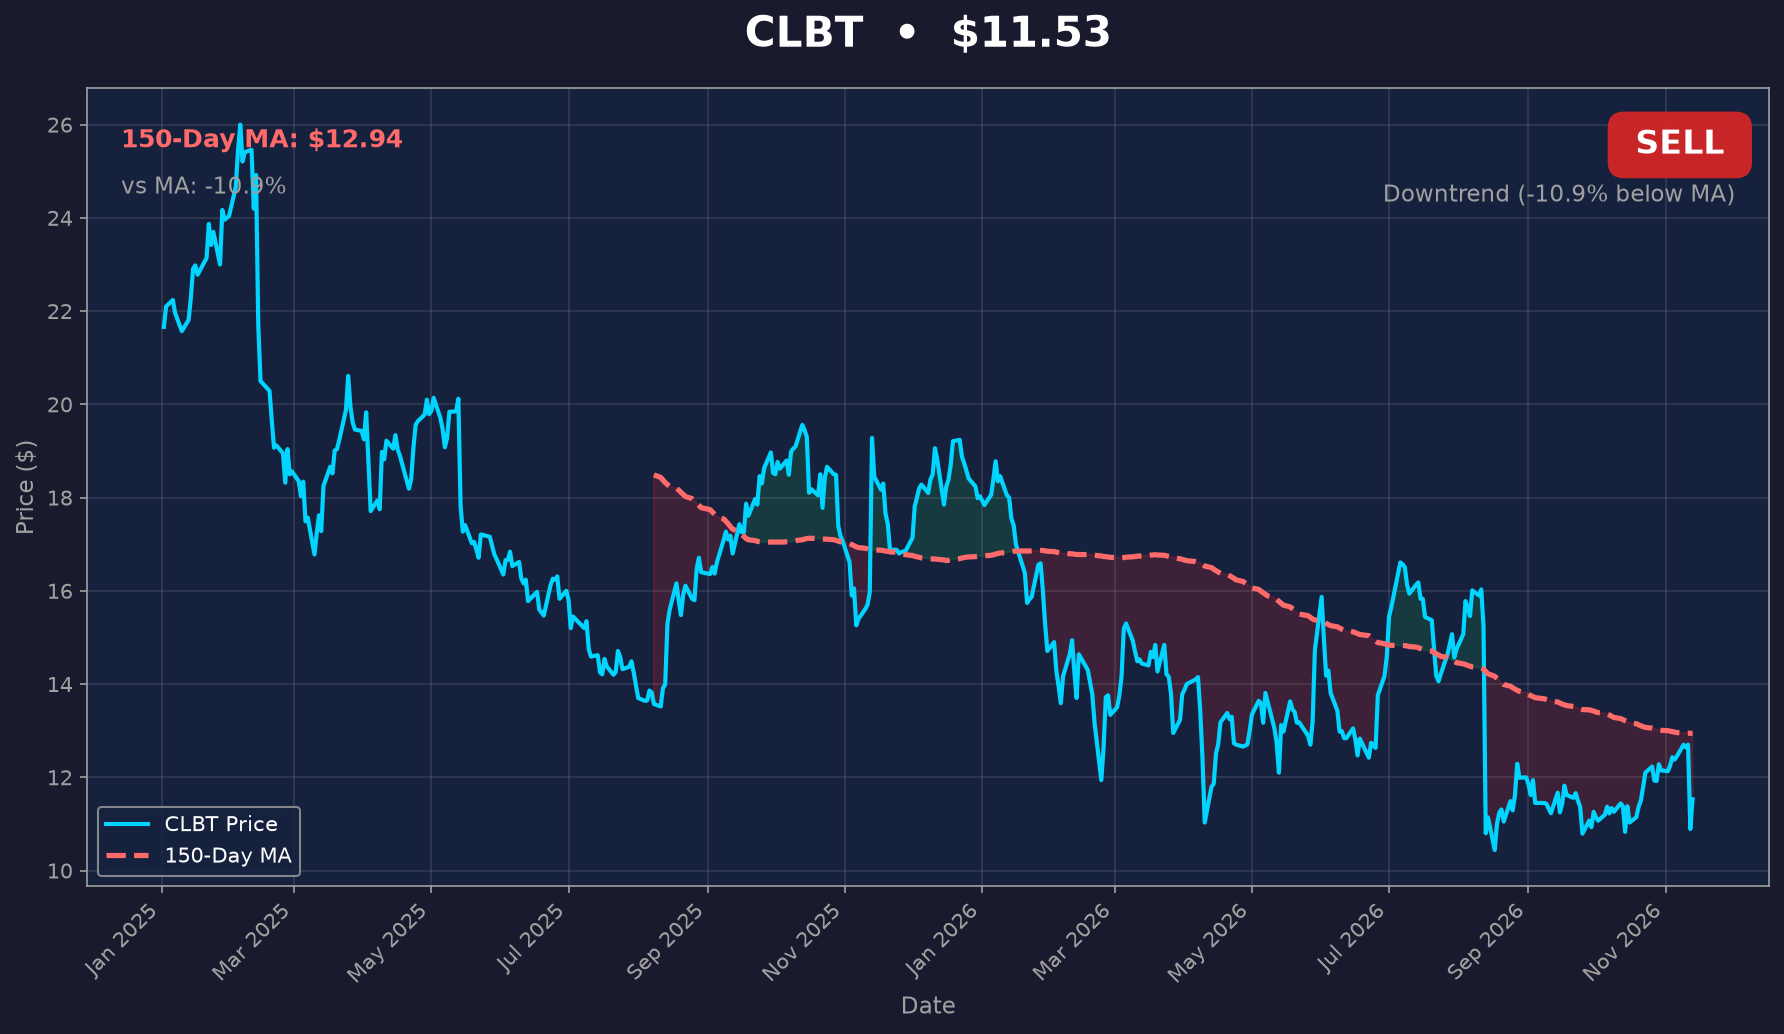 CLBT • $11.53
150-Day MA: $12.94
vs MA: -10.9%
SELL
Downtrend (-10.9% below MA)
Price ($)
26
24
22
20
18
16
14
12
10
CLBT Price
150-Day MA
Jan 2025
Mar 2025
May 2025
Jul 2025
Sep 2025
Nov 2025
Jan 2026
Mar 2026
May 2026
Jul 2026
Sep 2026
Nov 2026
Date